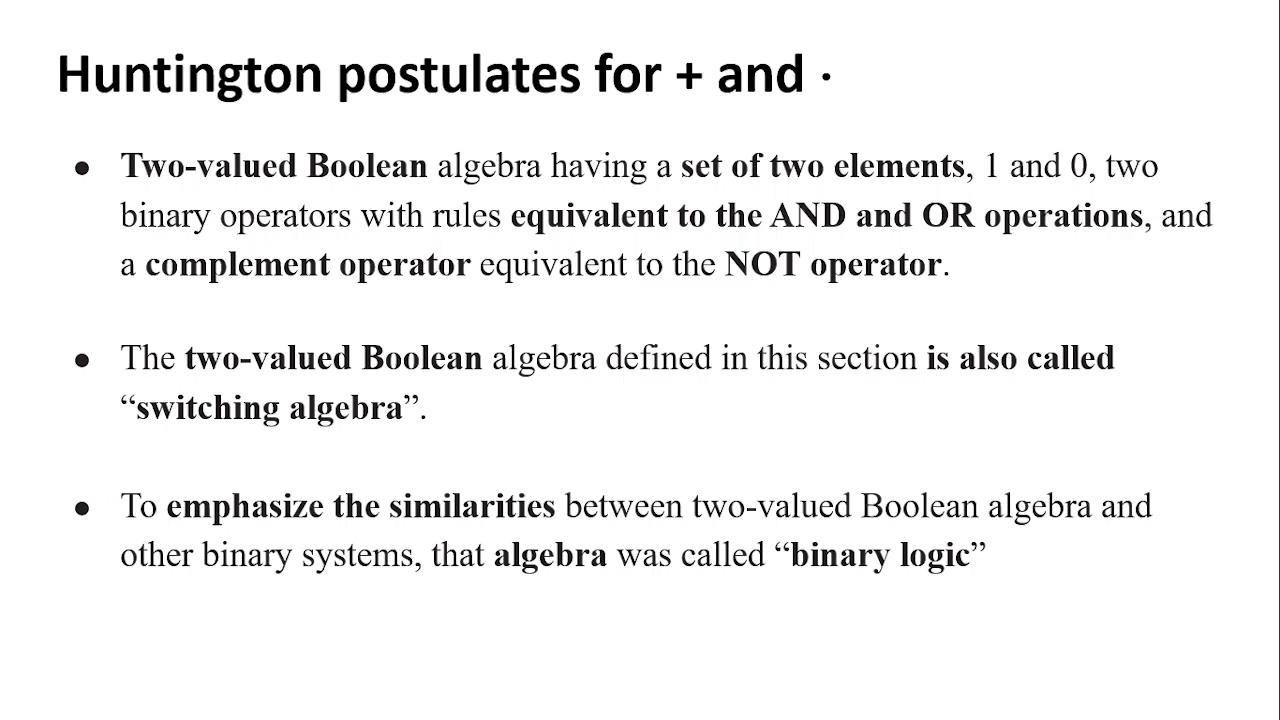 Huntington postulates for + and ·
● Two-valued Boolean algebra having a set of two elements, 1 and 0, two
binary operators with rules equivalent to the AND and OR operations, and
a complement operator equivalent to the NOT operator.
● The two-valued Boolean algebra defined in this section is also called
“switching algebra”.
● To emphasize the similarities between two-valued Boolean algebra and
other binary systems, that algebra was called “binary logic”